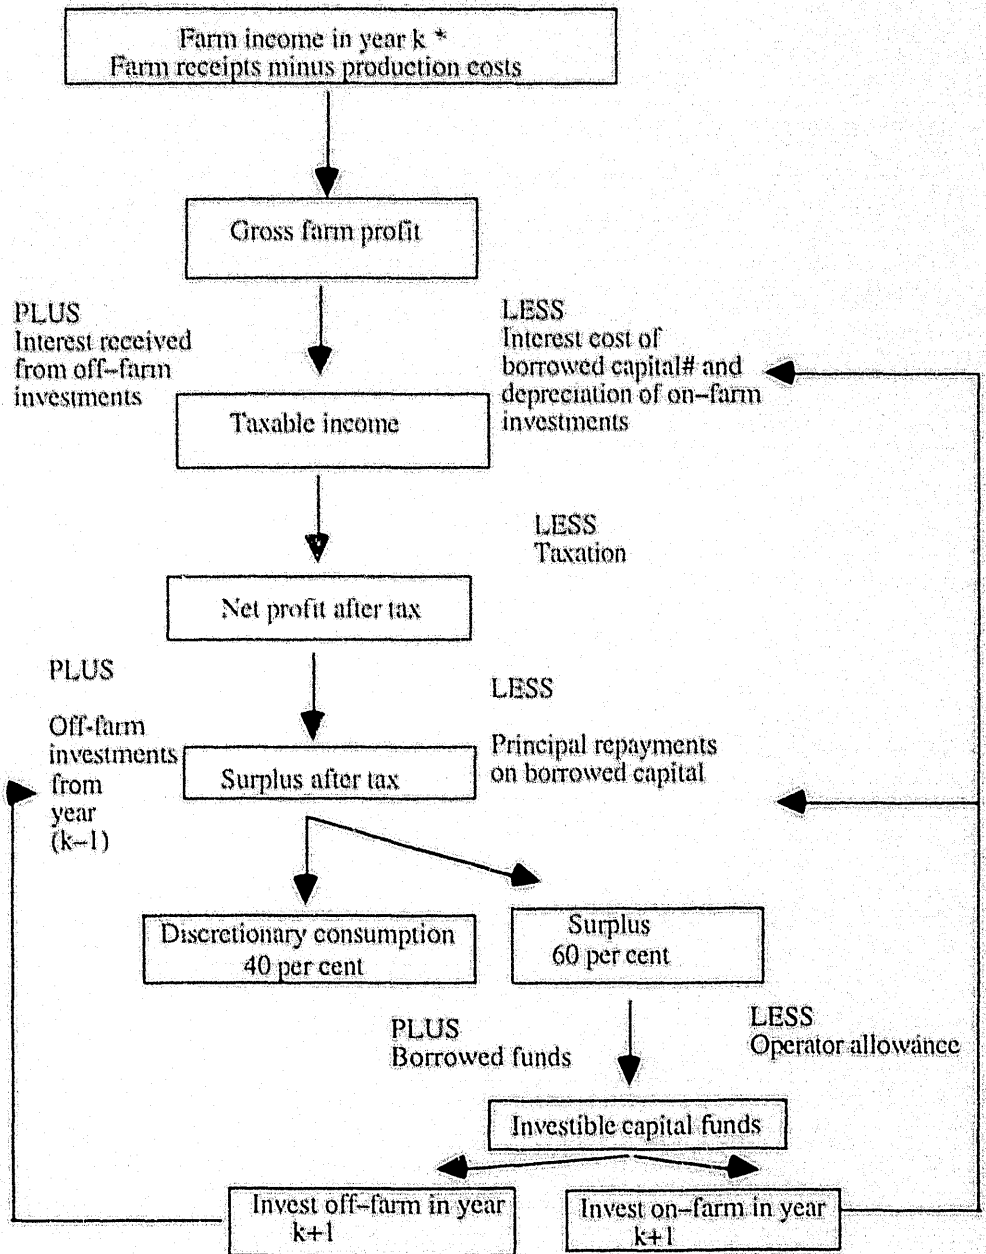 Farm income in year k *
Farm receipts minus production costs
Gross farm profit
PLUS
Interest received
from off-farm
investments
LESS
Interest cost of
borrowed capital# and
depreciation of on-farm
investments
Taxable income
LESS
Taxation
Net profit after tax
PLUS
Off-farm
investments
from
year
(k-1)
LESS
Principal repayments
on borrowed capital
Surplus after tax
Discretionary consumption
40 per cent
Surplus
60 per cent
PLUS
Borrowed funds
LESS
Operator allowance
Investible capital funds
Invest off-farm in year
k+1
Invest on-farm in year
k+1